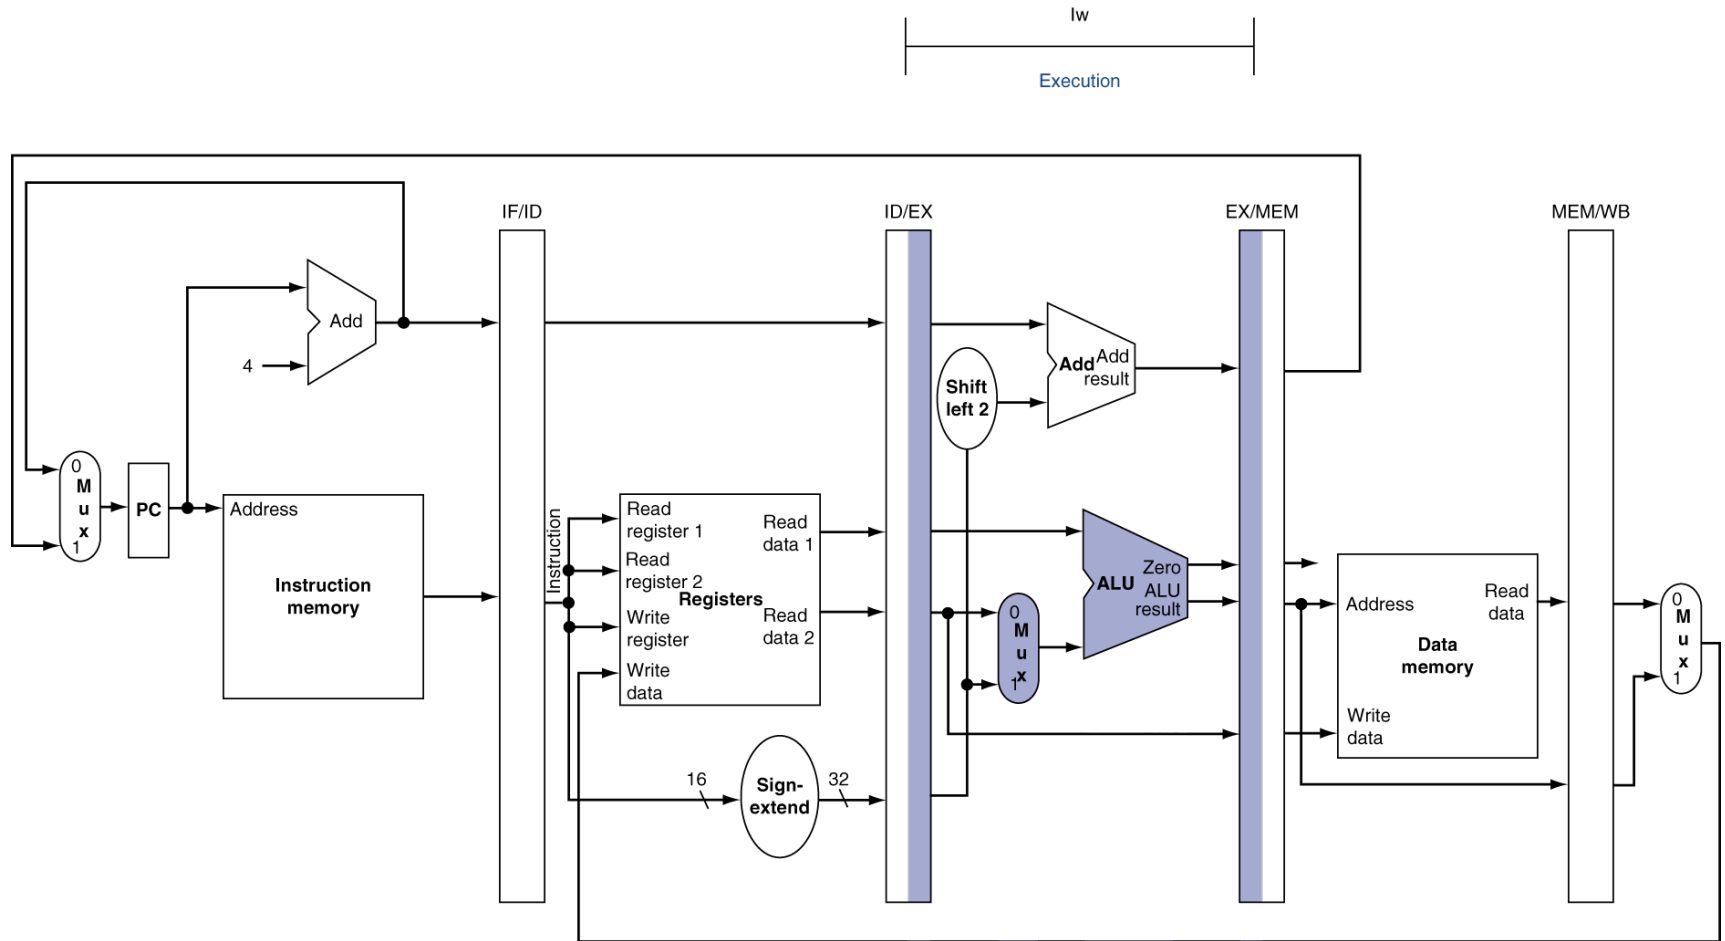 lw
Execution
IF/ID
ID/EX
EX/MEM
MEM/WB
Add
4
Add
Add
result
Shift
left 2
0
M
u
x
1
PC
Address
Instruction
memory
Instruction
Read
register 1
Read
register 2
Write
register
Write
data
Registers
Read
data 1
Read
data 2
0
M
u
x
1
ALU
Zero
ALU
result
Address
Read
data
Data
memory
Write
data
0
M
u
x
1
16
Sign-
extend
32